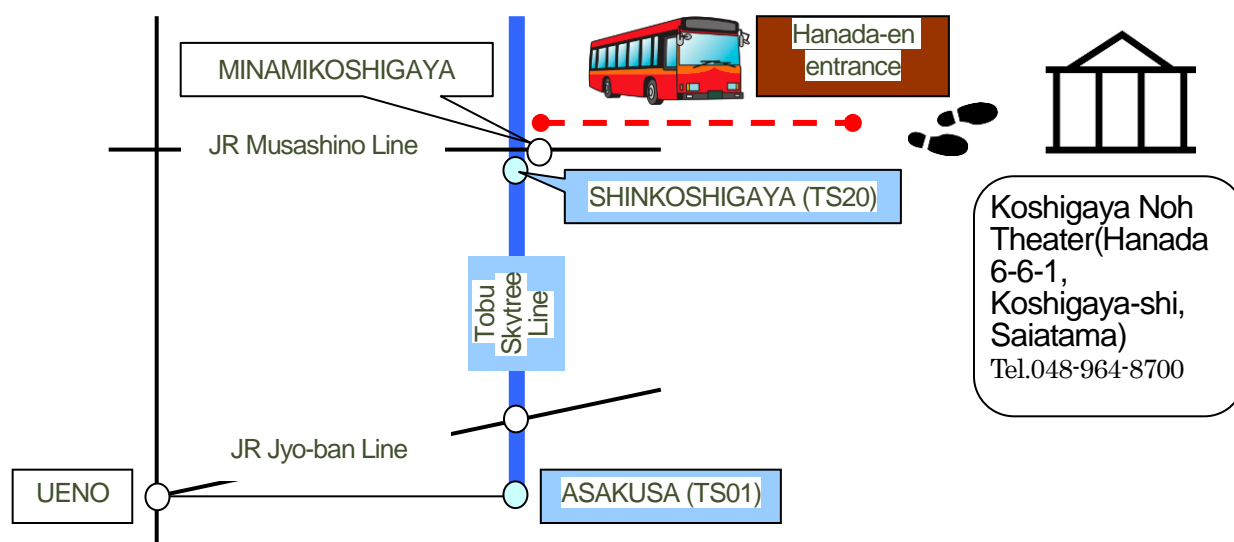 Hanada-en
entrance
MINAMIKOSHIGAYA
JR Musashino Line
SHINKOSHIGAYA (TS20)
Koshigaya Noh
Theater(Hanada
6-6-1,
Koshigaya-shi,
Saiatama)
Tel.048-964-8700
Tobu
Skytree
Line
JR Jyo-ban Line
UENO
ASAKUSA (TS01)